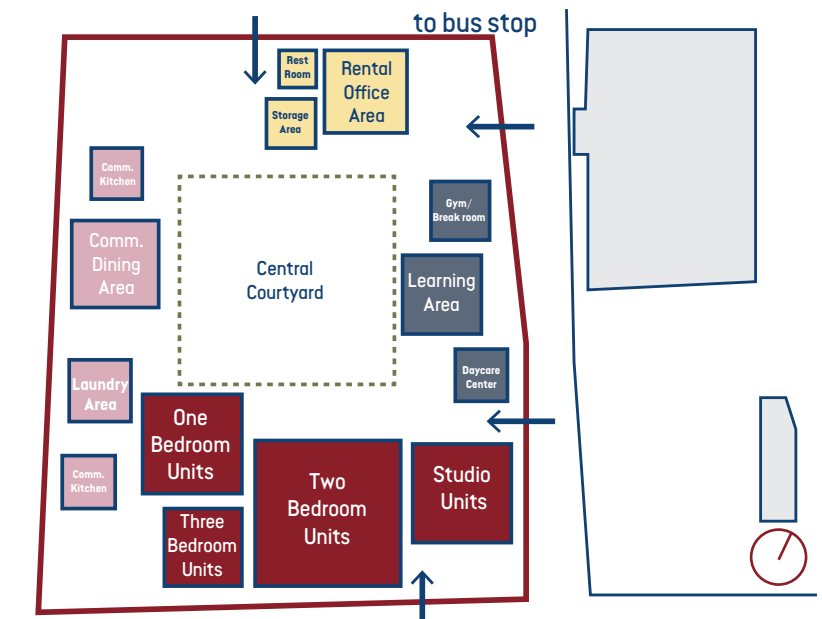 to bus stop
Rest
Room
Rental
Office
Area
Storage
Area
Comm.
Kitchen
Gym/
Break room
Comm.
Dining
Area
Central
Courtyard
Learning
Area
Daycare
Center
Laundry
Area
One
Bedroom
Units
Two
Bedroom
Units
Studio
Units
Comm.
Kitchen
Three
Bedroom
Units